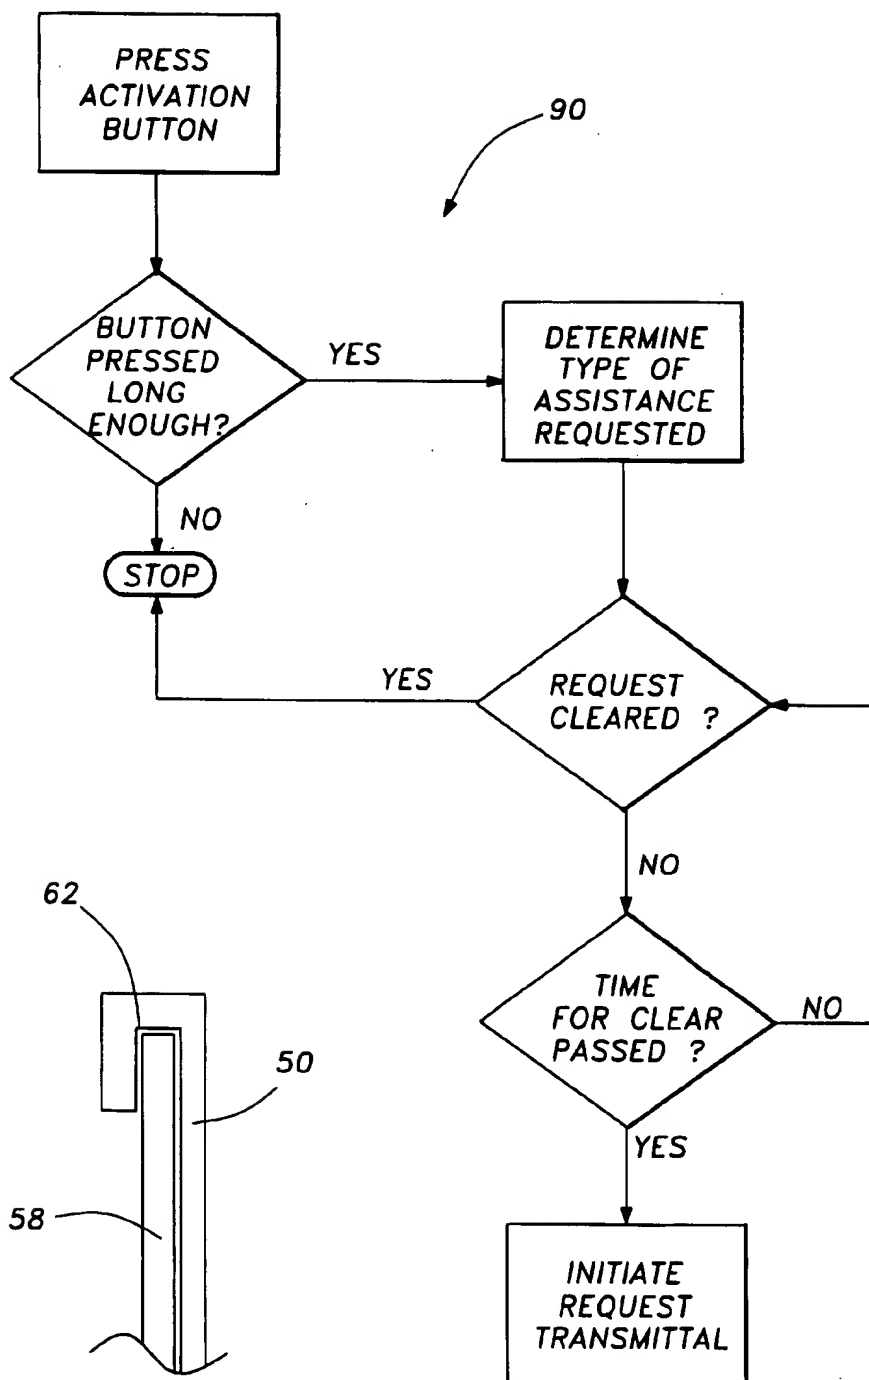 PRESS
ACTIVATION
BUTTON
90
BUTTON
PRESSED
LONG
ENOUGH?
YES
DETERMINE
TYPE OF
ASSISTANCE
REQUESTED
NO
STOP
YES
REQUEST
CLEARED ?
NO
62
TIME
FOR CLEAR
PASSED ?
NO
50
YES
58
INITIATE
REQUEST
TRANSMITTAL